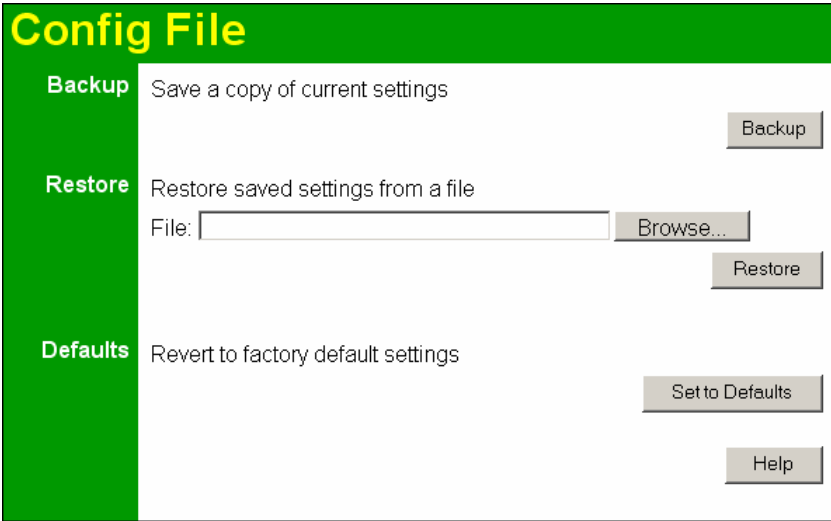 Config File
Backup Save a copy of current settings
Backup
Restore Restore saved settings from a file
File: Browse...
Restore
Defaults Revert to factory default settings
Set to Defaults
Help